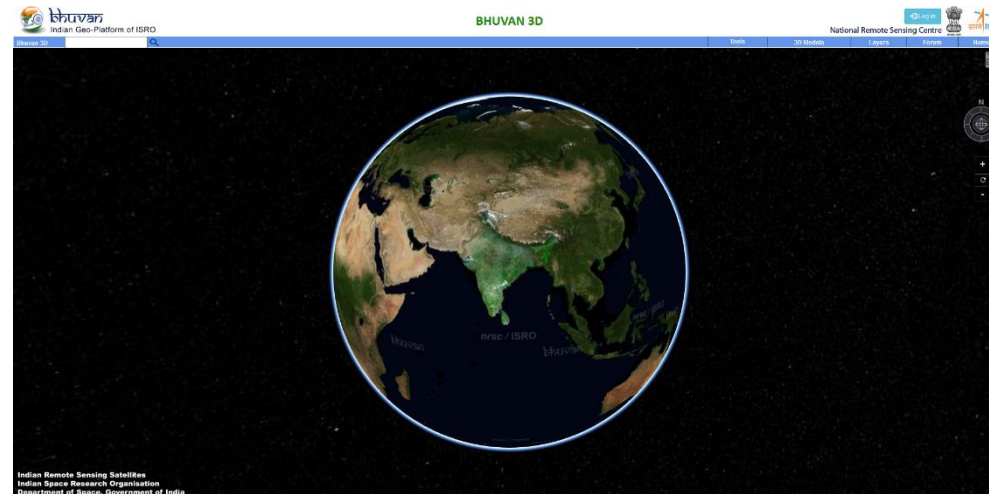 bhuvan
Indian Geo-Platform of ISRO
BHUVAN 3D
Log in
National Remote Sensing Centre
Bhuvan 3D
Tools
3D Models
Layers
Forum
Home
N
+
-
nrsc / ISRO
bhuvan
bhuvan
nrsc / ISRO
Indian Remote Sensing Satellites
Indian Space Research Organisation
Department of Space, Government of India